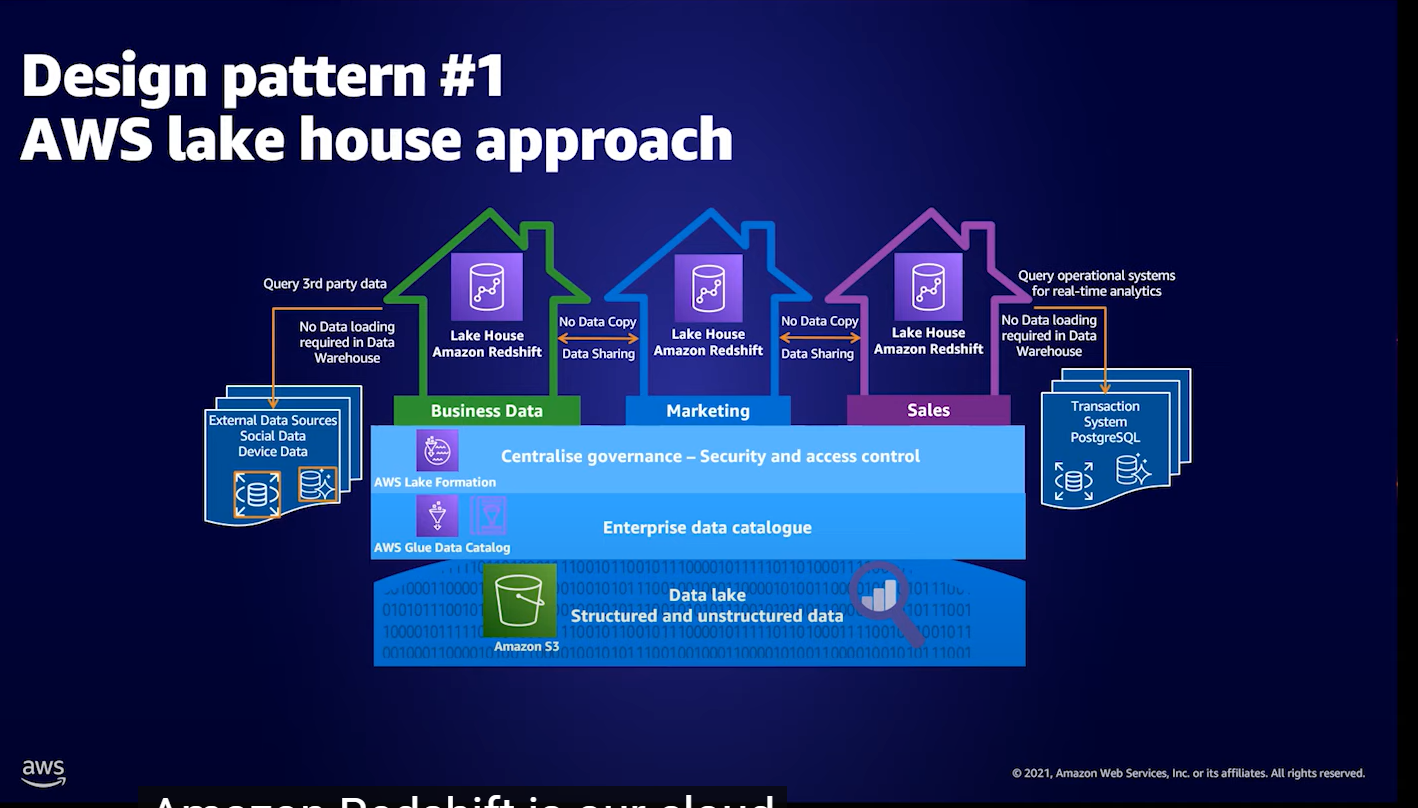 Design pattern #1
AWS lake house approach
Query 3rd party data
No Data loading
required in Data
Warehouse
External Data Sources
Social Data
Device Data
Lake House
Amazon Redshift
Business Data
No Data Copy
Data Sharing
Lake House
Amazon Redshift
Marketing
No Data Copy
Data Sharing
Lake House
Amazon Redshift
Sales
Query operational systems
for real-time analytics
No Data loading
required in Data
Warehouse
Transaction
System
PostgreSQL
Centralise governance – Security and access control
AWS Lake Formation
Enterprise data catalogue
AWS Glue Data Catalog
Data lake
Structured and unstructured data
Amazon S3
aws
© 2021, Amazon Web Services, Inc. or its affiliates. All rights reserved.
Amazon Redshift is our cloud